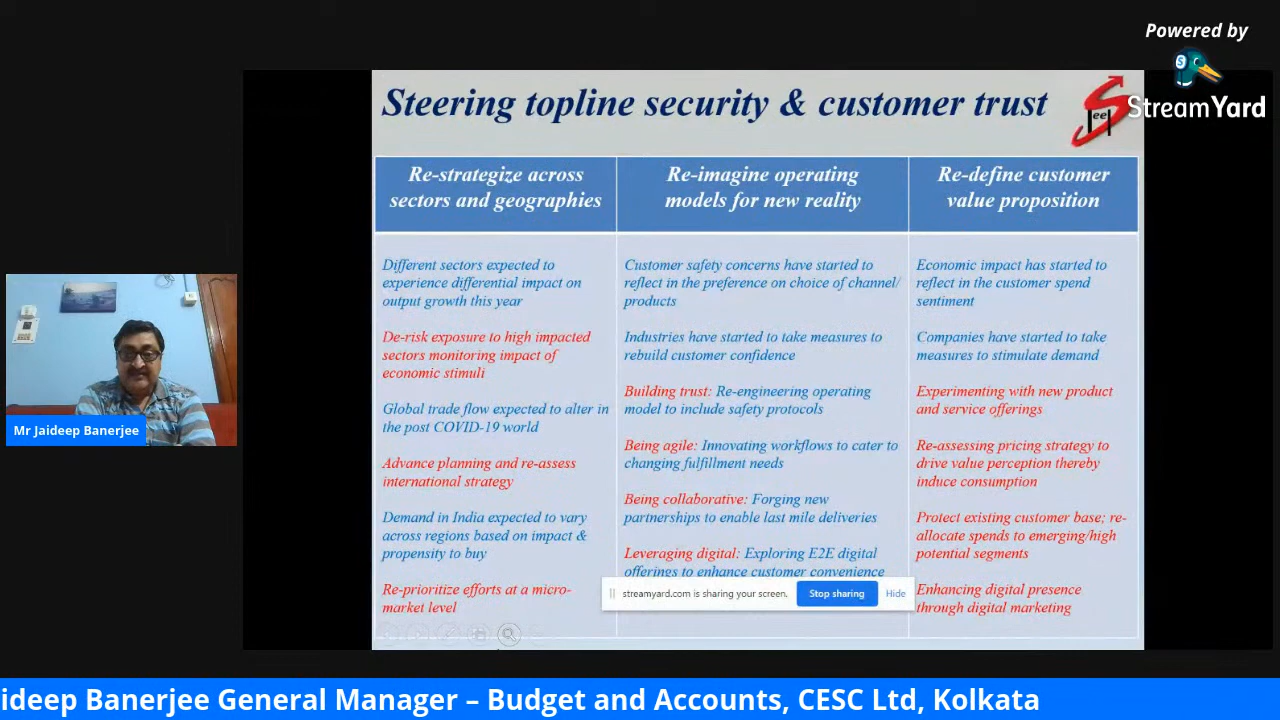 Powered by
StreamYard
Steering topline security & customer trust
Re-strategize across
sectors and geographies
Different sectors expected to
experience differential impact on
output growth this year
De-risk exposure to high impacted
sectors monitoring impact of
economic stimuli
Global trade flow expected to alter in
the post COVID-19 world
Advance planning and re-assess
international strategy
Demand in India expected to vary
across regions based on impact &
propensity to buy
Re-prioritize efforts at a micro-
market level
Re-imagine operating
models for new reality
Customer safety concerns have started to
reflect in the preference on choice of channel/
products
Industries have started to take measures to
rebuild customer confidence
Building trust: Re-engineering operating
model to include safety protocols
Being agile: Innovating workflows to cater to
changing fulfillment needs
Being collaborative: Forging new
partnerships to enable last mile deliveries
Leveraging digital: Exploring E2E digital
offerings to enhance customer convenience
Re-define customer
value proposition
Economic impact has started to
reflect in the customer spend
sentiment
Companies have started to take
measures to stimulate demand
Experimenting with new product
and service offerings
Re-assessing pricing strategy to
drive value perception thereby
induce consumption
Protect existing customer base; re-
allocate spends to emerging/high
potential segments
Enhancing digital presence
through digital marketing
streamyard.com is sharing your screen.
Stop sharing
Hide
Mr Jaideep Banerjee
ideep Banerjee General Manager – Budget and Accounts, CESC Ltd, Kolkata